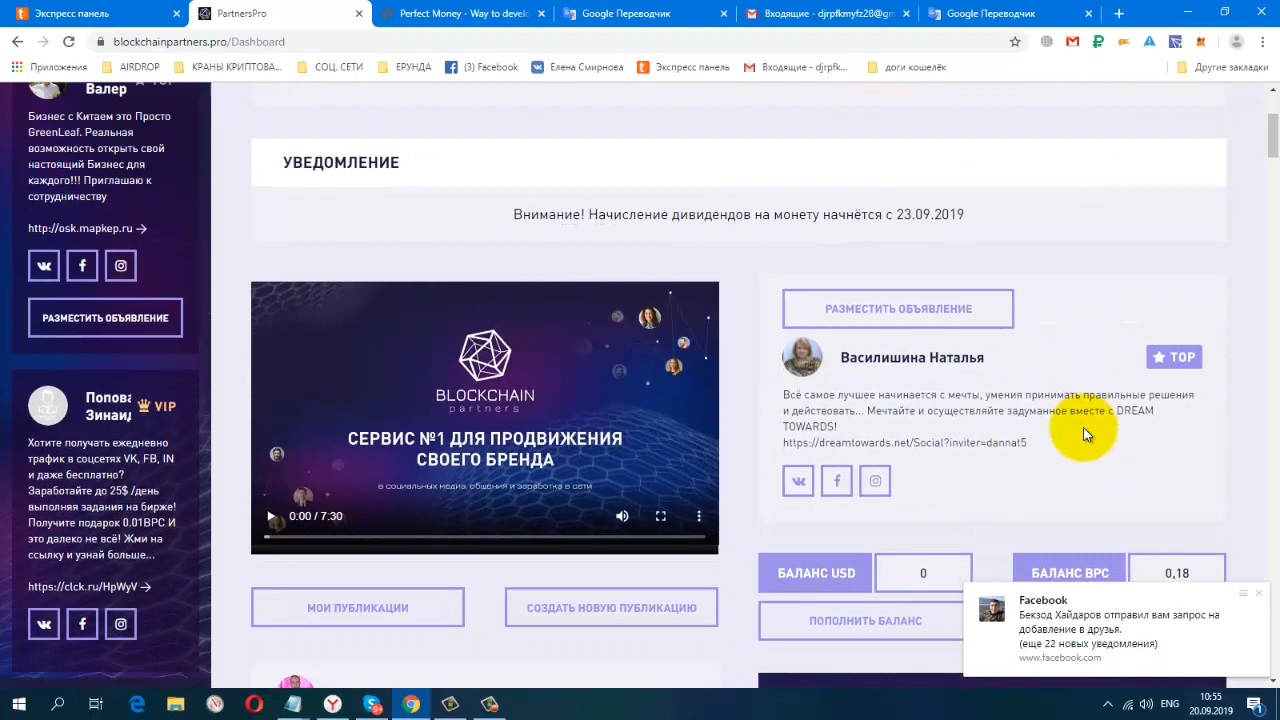 Экспресс панель
PartnersPro
Perfect Money - Way to develo
Google Переводчик
Входящие - djrpfkmyfz28@gm
Google Переводчик
blockchainpartners.pro/Dashboard
Приложения
AIRDROP
КРАНЫ КРИПТОВА...
СОЦ. СЕТИ
ЕРУНДА
(3) Facebook
Елена Смирнова
Экспресс панель
Входящие - djrpfk...
доги кошелёк
Другие закладки
Валер
Бизнес с Китаем это Просто
GreenLeaf. Реальная
возможность открыть свой
настоящий Бизнес для
каждого!!! Приглашаю к
сотрудничеству
http://osk.mapkep.ru
РАЗМЕСТИТЬ ОБЪЯВЛЕНИЕ
Попова
Зинаид
VIP
Хотите получать ежедневно
трафик в соцсетях VK, FB, IN
и даже бесплатно?
Заработайте до 25$ /день
выполняя задания на бирже!
Получите подарок 0.01BPC И
это далеко не всё! Жми на
ссылку и узнай больше...
https://clck.ru/HpWyV
УВЕДОМЛЕНИЕ
Внимание! Начисление дивидендов на монету начнётся с 23.09.2019
BLOCKCHAIN
partners
СЕРВИС №1 ДЛЯ ПРОДВИЖЕНИЯ
СВОЕГО БРЕНДА
в социальных медиа, общения и заработка в сети
0:00 / 7:30
МОИ ПУБЛИКАЦИИ
СОЗДАТЬ НОВУЮ ПУБЛИКАЦИЮ
РАЗМЕСТИТЬ ОБЪЯВЛЕНИЕ
Василишина Наталья
TOP
Всё самое лучшее начинается с мечты, умения принимать правильные решения
и действовать... Мечтайте и осуществляйте задуманное вместе с DREAM
TOWARDS!
https://dreamtowards.net/Social?inviter=dannat5
БАЛАНС USD
0
БАЛАНС BPC
0,18
ПОПОЛНИТЬ БАЛАНС
Facebook
Бекзод Хайдаров отправил вам запрос на
добавление в друзья.
(еще 22 новых уведомления)
www.facebook.com
ENG
10:55
20.09.2019